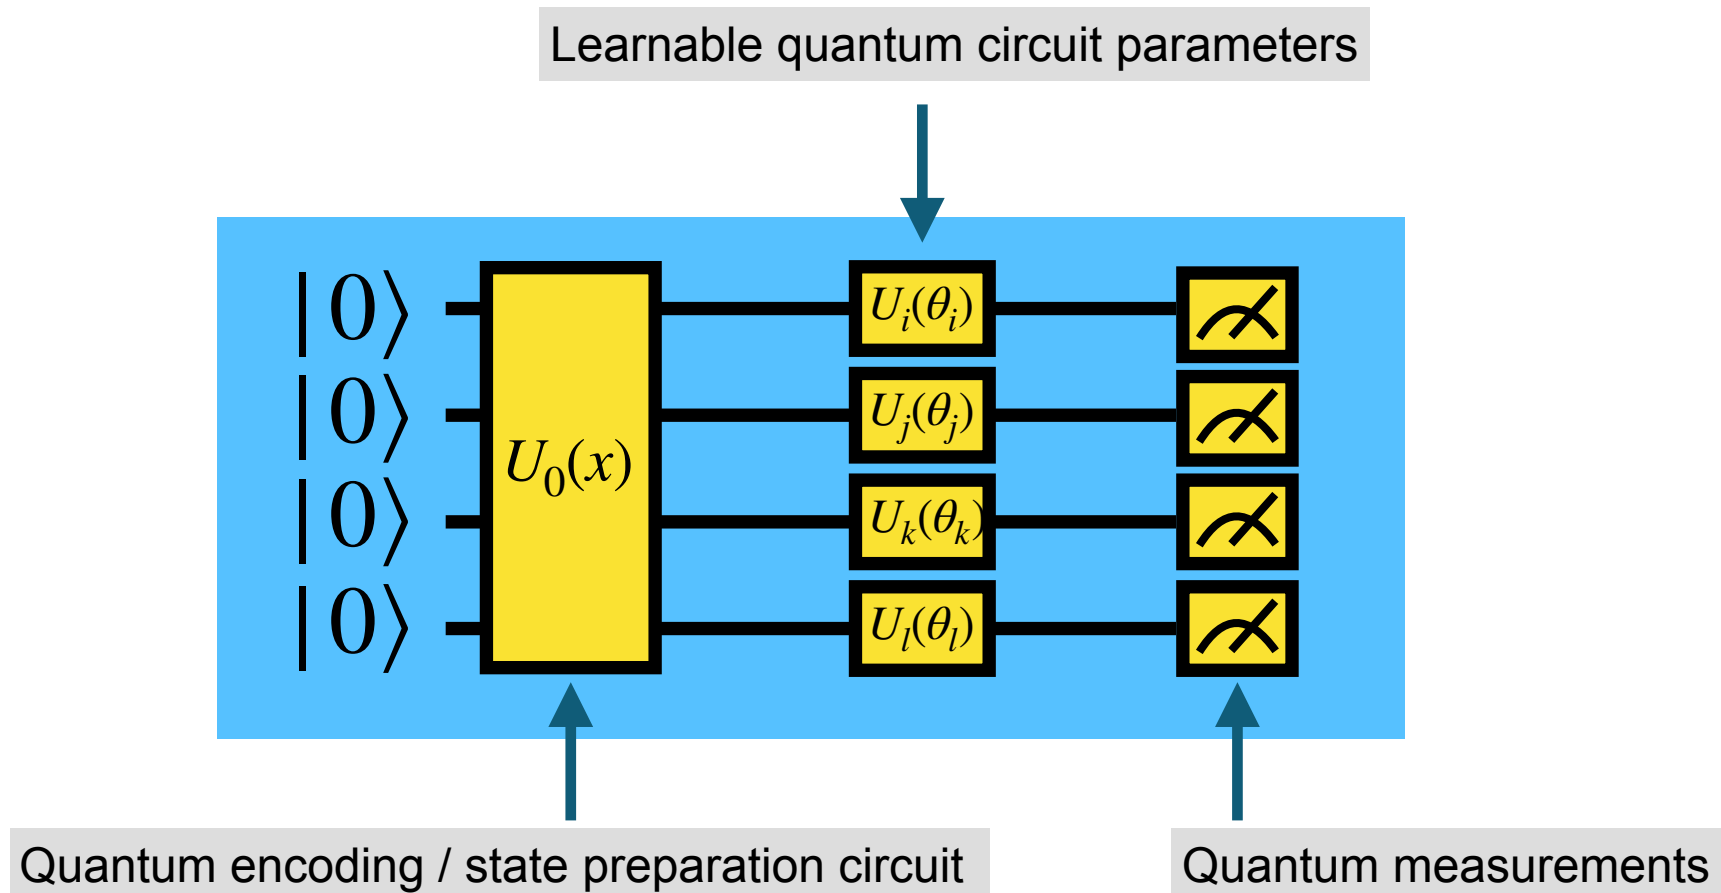 Learnable quantum circuit parameters
|0⟩ U₀(x) Uᵢ(θᵢ)
|0⟩ Uⱼ(θⱼ)
|0⟩ Uₖ(θₖ)
|0⟩ Uₗ(θₗ)
Quantum encoding / state preparation circuit
Quantum measurements